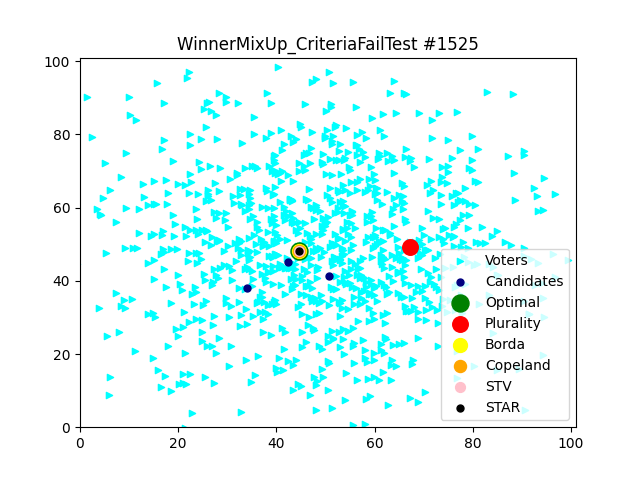 WinnerMixUp_CriteriaFailTest #1525
100
80
60
40
20
0
0 20 40 60 80 100
Voters
Candidates
Optimal
Plurality
Borda
Copeland
STV
STAR